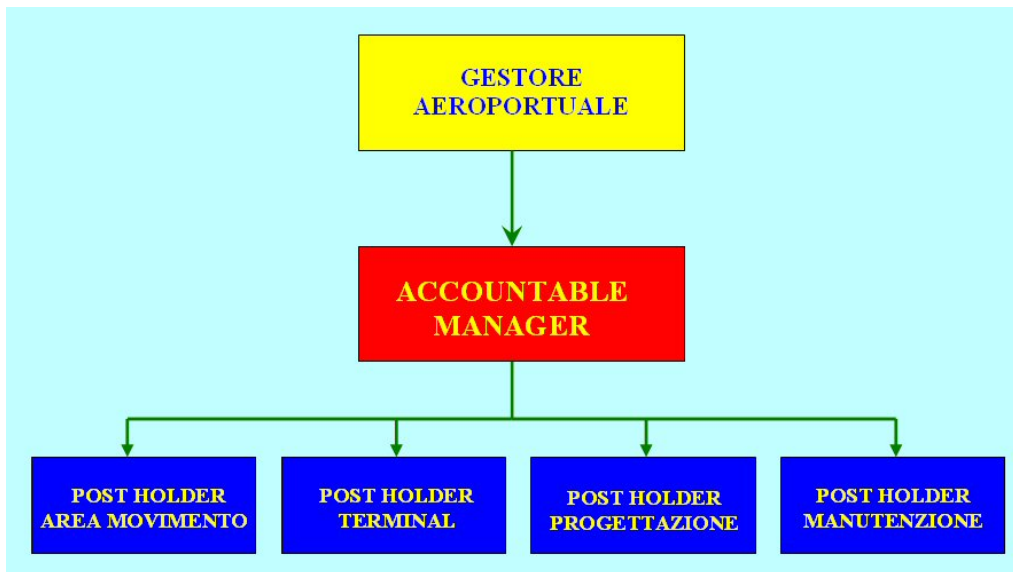 GESTORE
AEROPORTUALE
ACCOUNTABLE
MANAGER
POST HOLDER
AREA MOVIMENTO
POST HOLDER
TERMINAL
POST HOLDER
PROGETTAZIONE
POST HOLDER
MANUTENZIONE